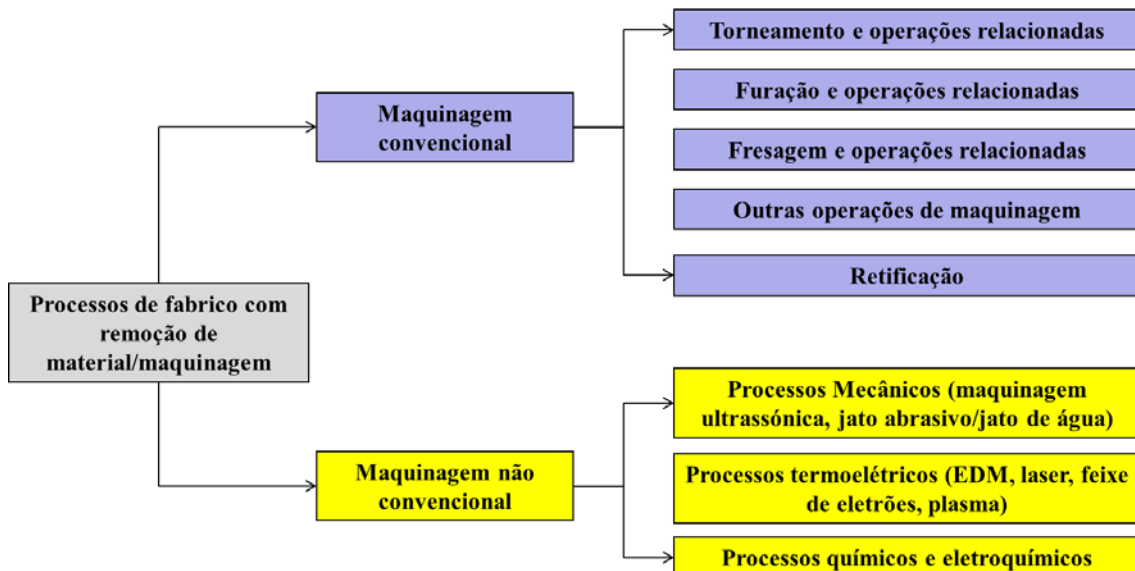 Torneamento e operações relacionadas
Furação e operações relacionadas
Maquinagem
convencional
Fresagem e operações relacionadas
Outras operações de maquinagem
Retificação
Processos de fabrico com
remoção de
material/maquinagem
Processos Mecânicos (maquinagem
ultrassónica, jato abrasivo/jato de água)
Maquinagem não
convencional
Processos termoelétricos (EDM, laser, feixe
de eletrões, plasma)
Processos químicos e eletroquímicos